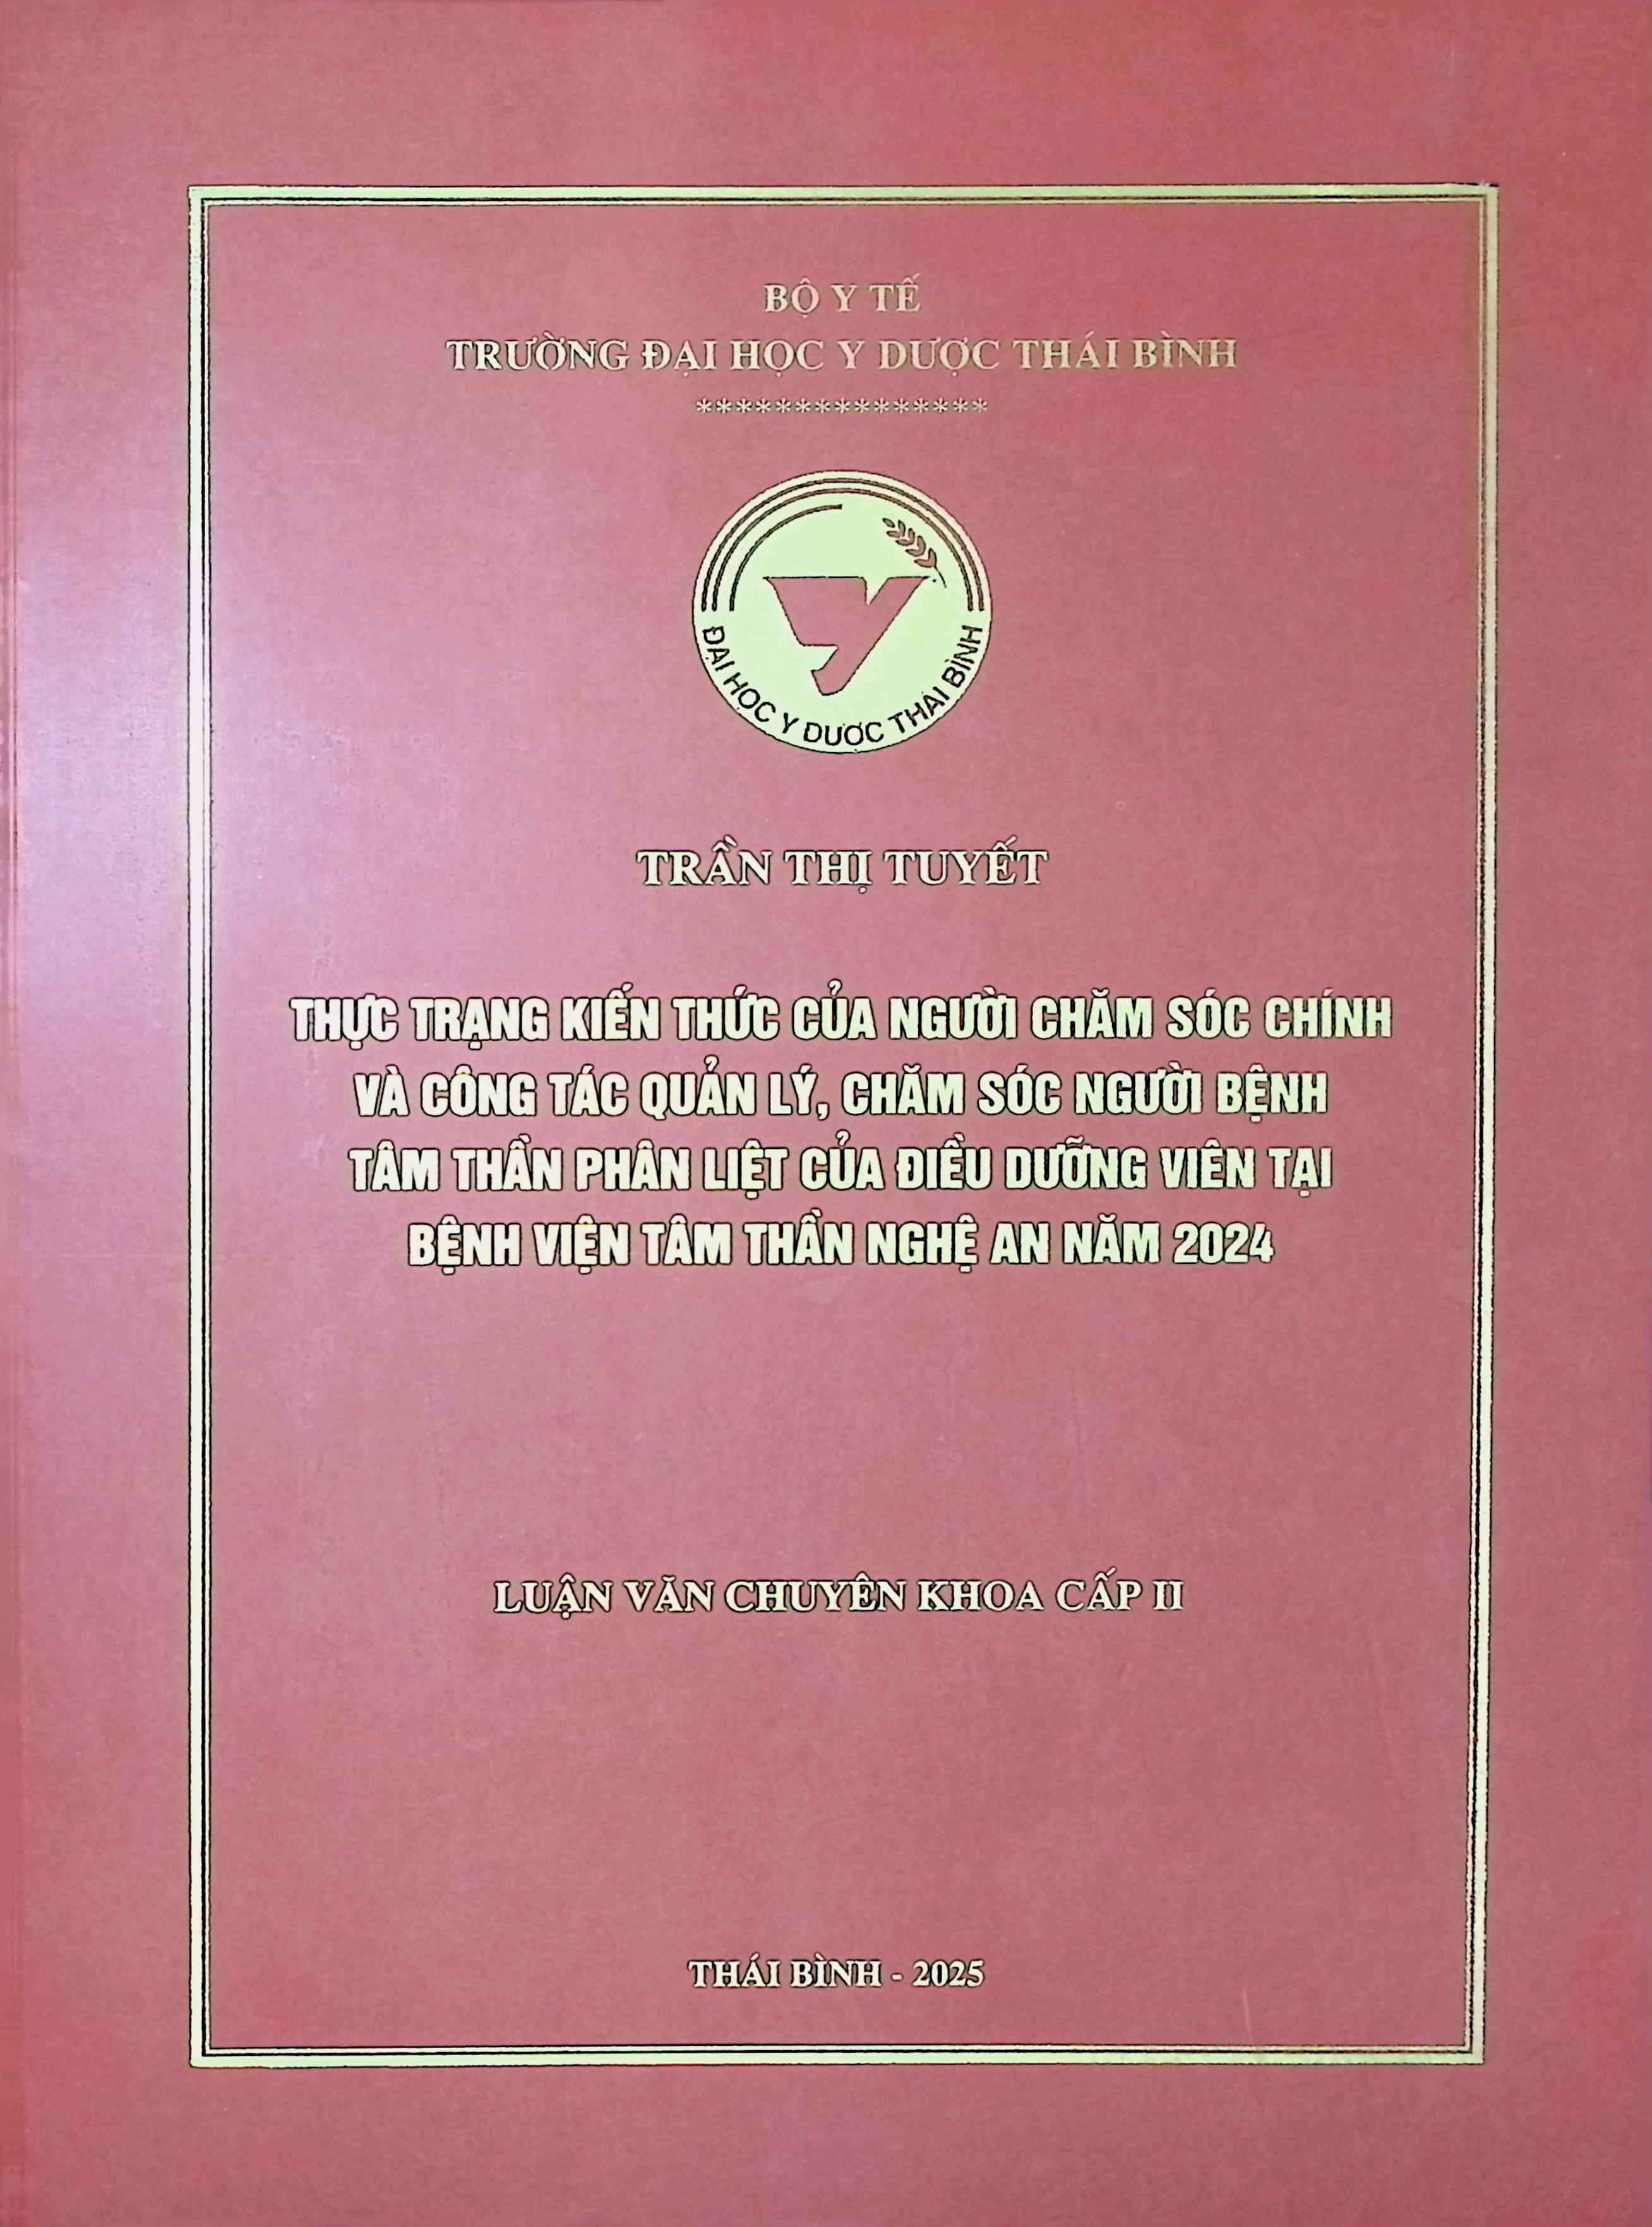 BỘ Y TẾ
TRƯỜNG ĐẠI HỌC Y DƯỢC THÁI BÌNH
***************
ĐẠI HỌC Y DƯỢC THÁI BÌNH
TRẦN THỊ TUYẾT
THỰC TRẠNG KIẾN THỨC CỦA NGƯỜI CHĂM SÓC CHÍNH
VÀ CÔNG TÁC QUẢN LÝ, CHĂM SÓC NGƯỜI BỆNH
TÂM THẦN PHÂN LIỆT CỦA ĐIỀU DƯỠNG VIÊN TẠI
BỆNH VIỆN TÂM THẦN NGHỆ AN NĂM 2024
LUẬN VĂN CHUYÊN KHOA CẤP II
THÁI BÌNH - 2025